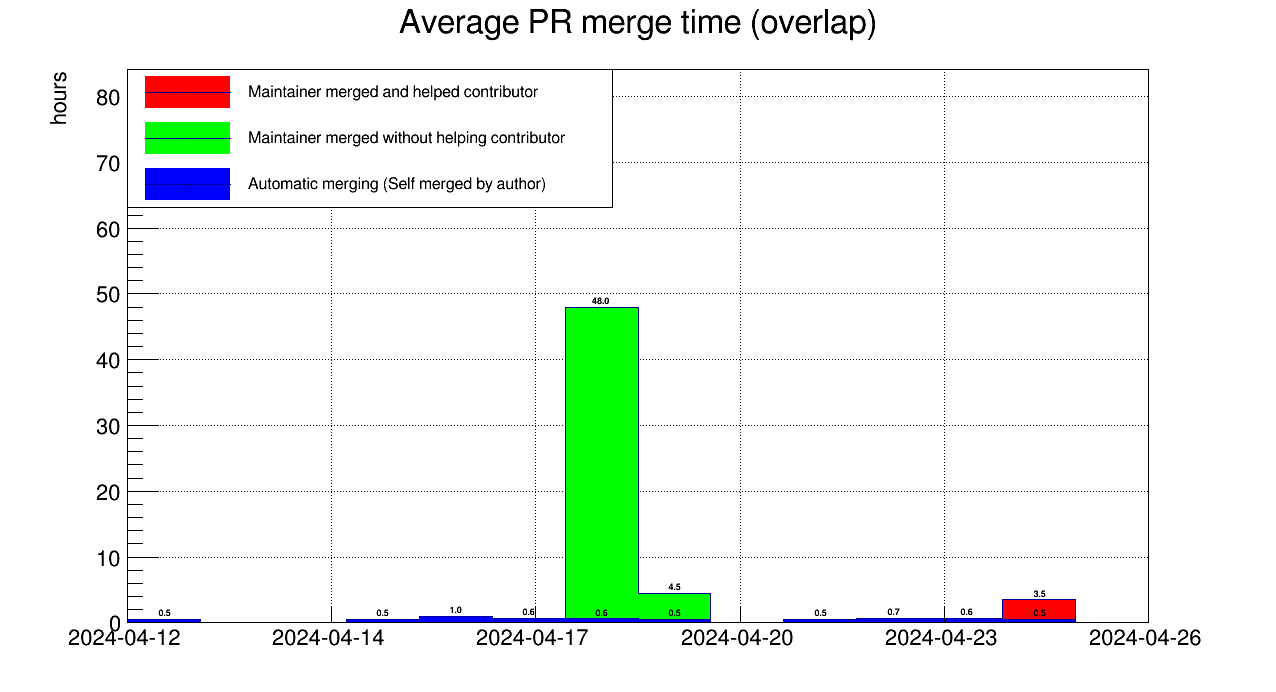 Average PR merge time (overlap)
hours
Maintainer merged and helped contributor
Maintainer merged without helping contributor
Automatic merging (Self merged by author)
80
70
60
50
40
30
20
10
0
48.0
4.5
3.5
0.5 0.5 1.0 0.6 0.6 0.5 0.5 0.7 0.6 0.5
2024-04-12 2024-04-14 2024-04-17 2024-04-20 2024-04-23 2024-04-26